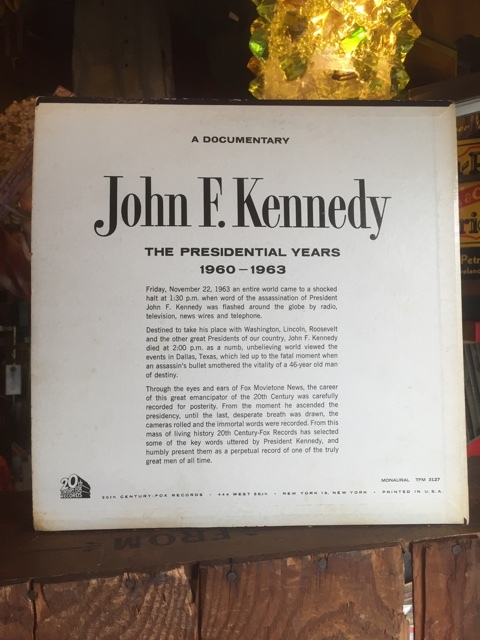 A DOCUMENTARY
John F. Kennedy
THE PRESIDENTIAL YEARS
1960–1963
Friday, November 22, 1963 an entire world came to a shocked
halt at 1:30 p.m. when word of the assassination of President
John F. Kennedy was flashed around the globe by radio,
television, news wires and telephone.
Destined to take his place with Washington, Lincoln, Roosevelt
and the other great Presidents of our country, John F. Kennedy
died at 2:00 p.m. as a numb, unbelieving world viewed the
events in Dallas, Texas, which led up to the fatal moment when
an assassin's bullet smothered the vitality of a 46-year old man
of destiny.
Through the eyes and ears of Fox Movietone News, the career
of this great emancipator of the 20th Century was carefully
recorded for posterity. From the moment he ascended the
presidency, until the last, desperate breath was drawn, the
cameras rolled and the immortal words were recorded. From this
mass of living history 20th Century-Fox Records has selected
some of the key words uttered by President Kennedy, and
humbly present them as a perpetual record of one of the truly
great men of all time.
MONAURAL TFM 3127
20th
RECORDS
20TH CENTURY-FOX RECORDS • 444 WEST 56th • NEW YORK 19, NEW YORK • PRINTED IN U.S.A.